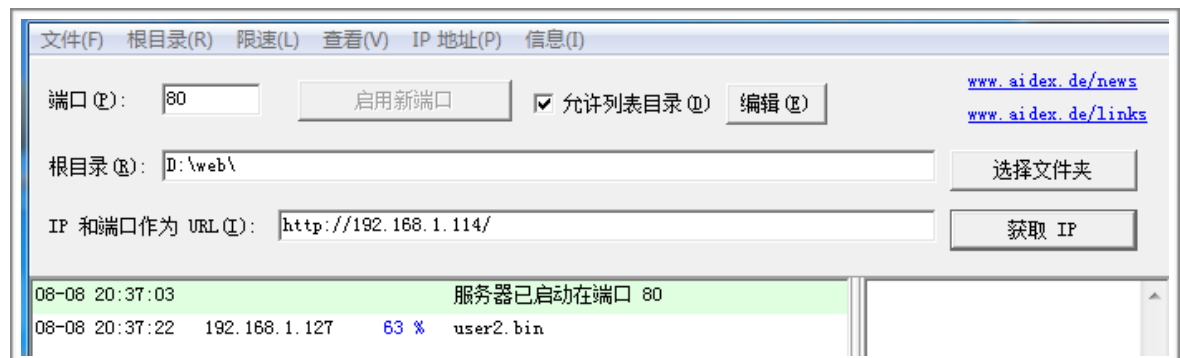 文件(F) 根目录(R) 限速(L) 查看(V) IP 地址(P) 信息(I)
端口(P): 80 启用新端口 允许列表目录(D) 编辑(E) www.aidex.de/news
www.aidex.de/links
根目录(R): D:\web\ 选择文件夹
IP 和端口作为 URL(I): http://192.168.1.114/ 获取 IP
08-08 20:37:03 服务器已启动在端口 80
08-08 20:37:22 192.168.1.127 63 % user2.bin